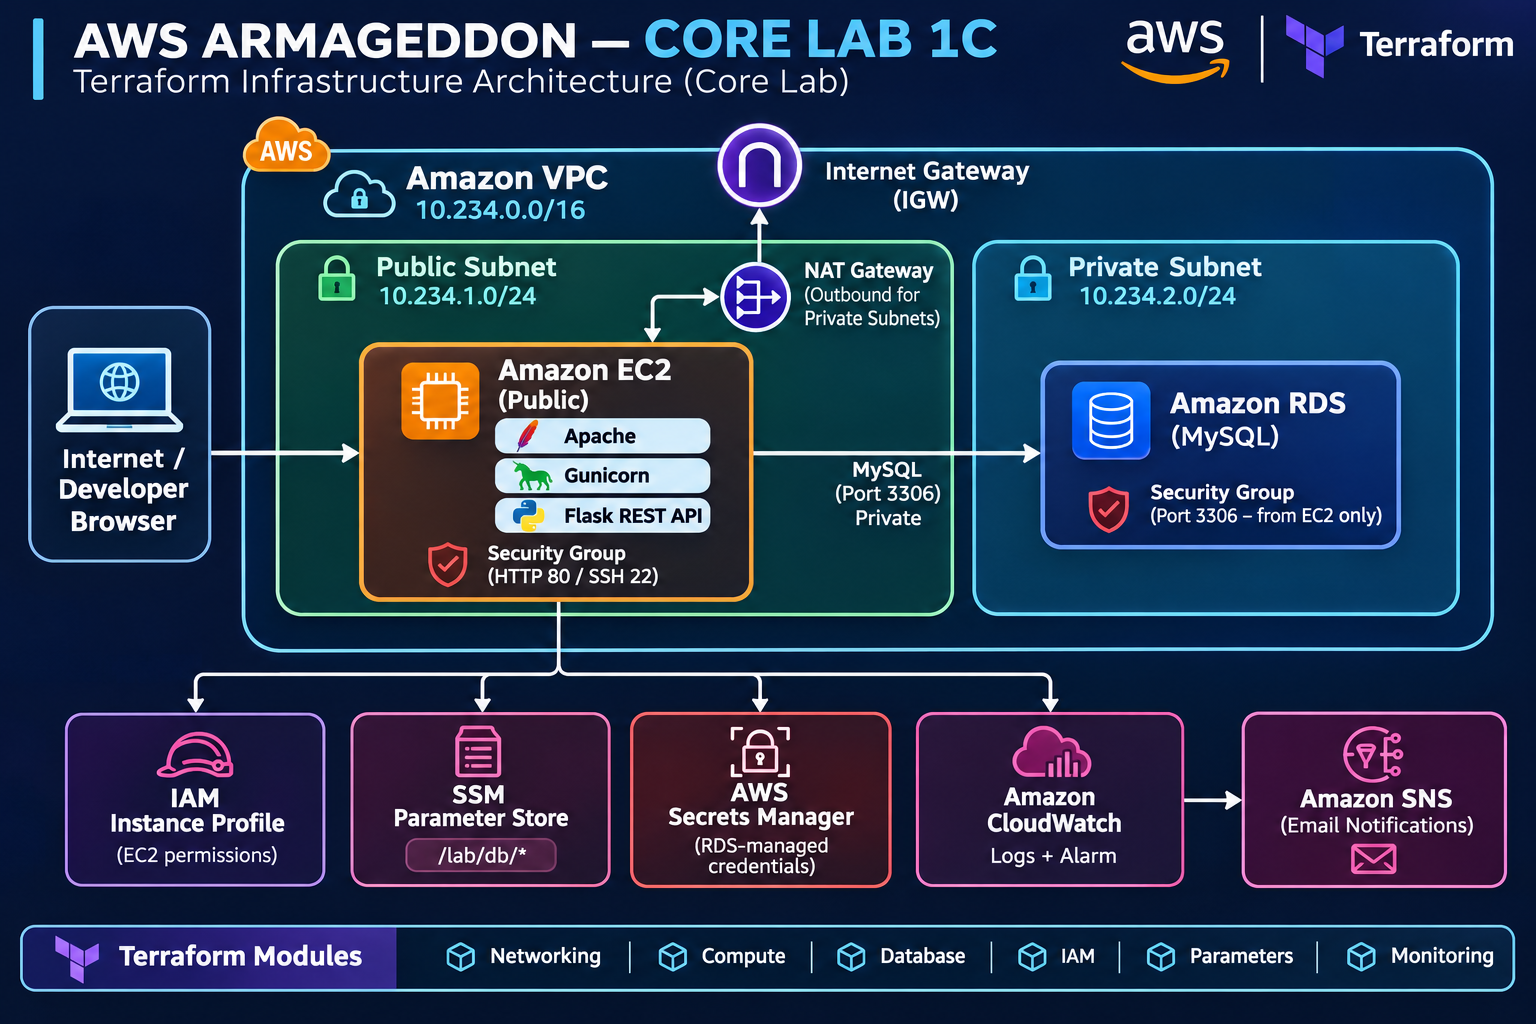 AWS ARMAGEDDON — CORE LAB 1C
Terraform Infrastructure Architecture (Core Lab)
aws
Terraform
AWS
Amazon VPC
10.234.0.0/16
Internet Gateway
(IGW)
Public Subnet
10.234.1.0/24
NAT Gateway
(Outbound for
Private Subnets)
Private Subnet
10.234.2.0/24
Internet /
Developer
Browser
Amazon EC2
(Public)
Apache
Gunicorn
Flask REST API
Security Group
(HTTP 80 / SSH 22)
MySQL
(Port 3306)
Private
Amazon RDS
(MySQL)
Security Group
(Port 3306 – from EC2 only)
IAM
Instance Profile
(EC2 permissions)
SSM
Parameter Store
/lab/db/*
AWS
Secrets Manager
(RDS-managed
credentials)
Amazon
CloudWatch
Logs + Alarm
Amazon SNS
(Email Notifications)
Terraform Modules
Networking
Compute
Database
IAM
Parameters
Monitoring